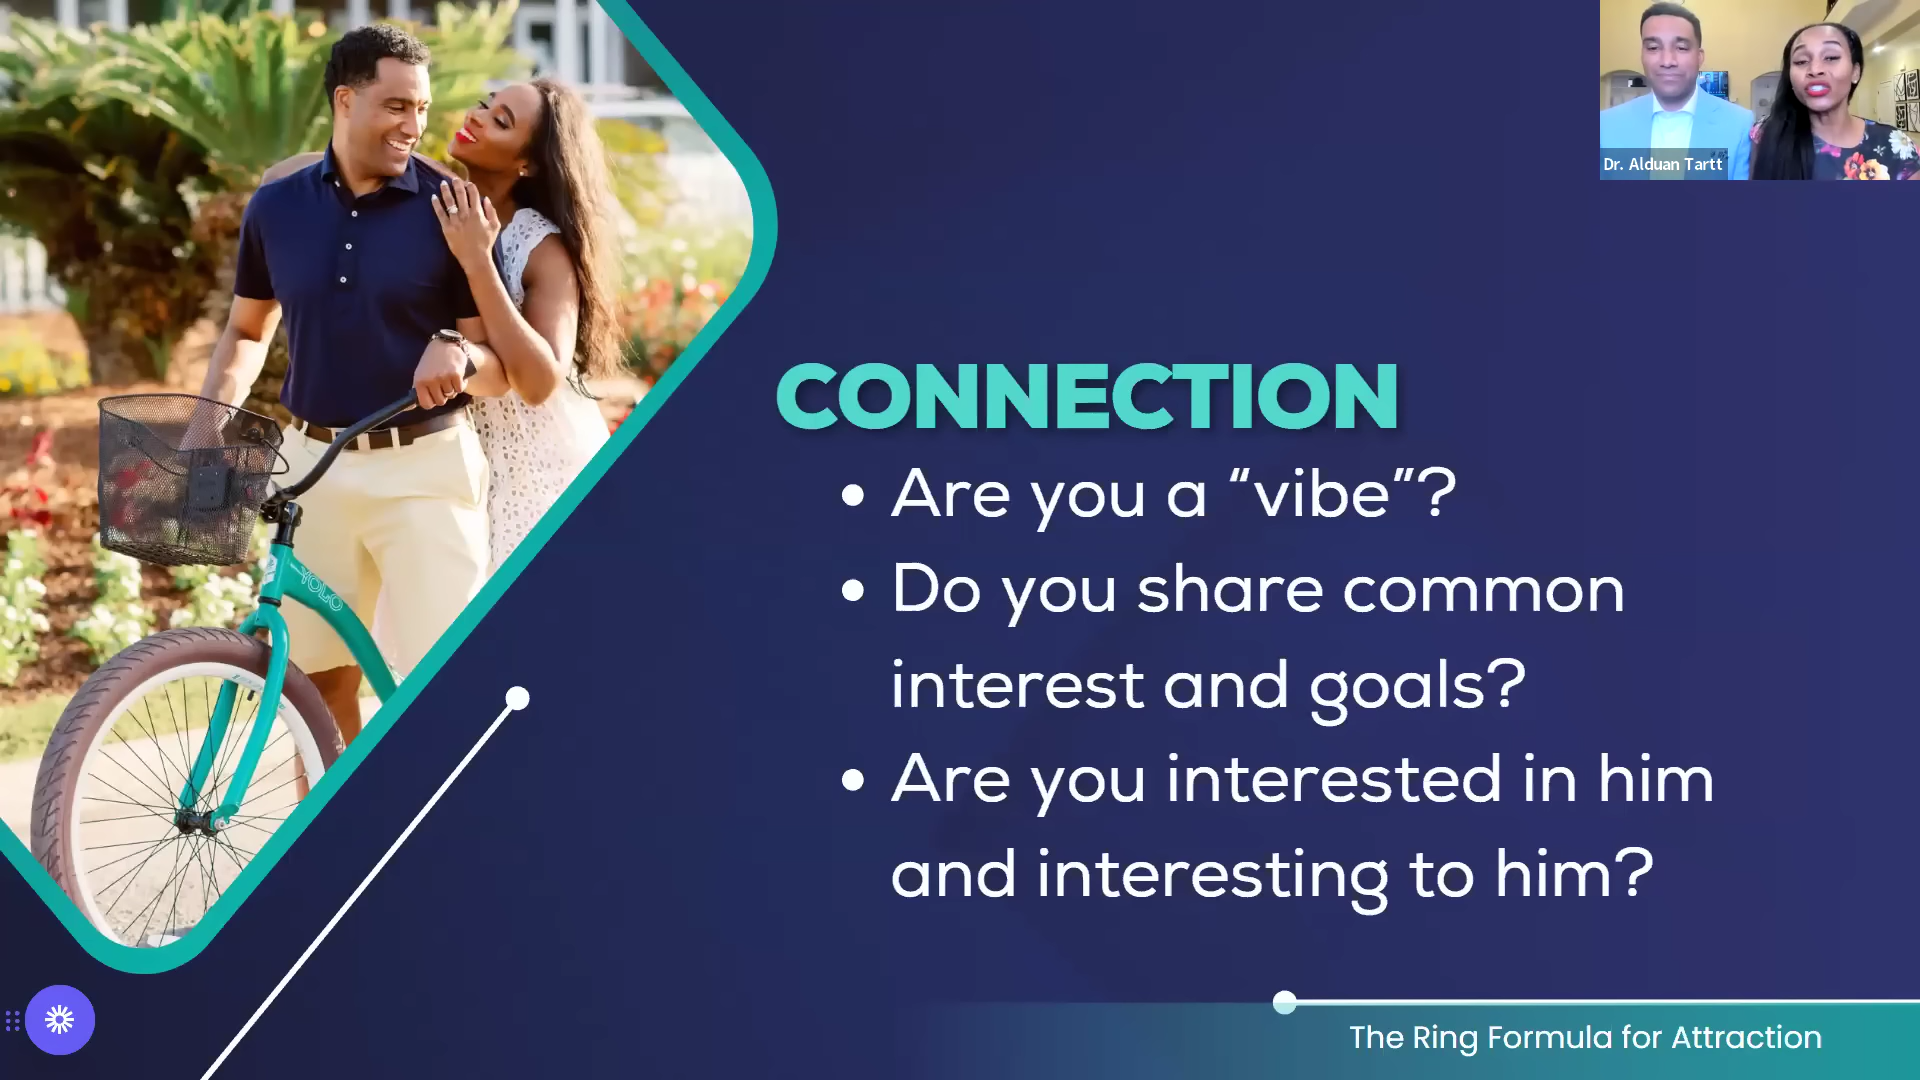 Dr. Alduan Tartt
CONNECTION
• Are you a “vibe”?
• Do you share common
interest and goals?
• Are you interested in him
and interesting to him?
YOLO
The Ring Formula for Attraction